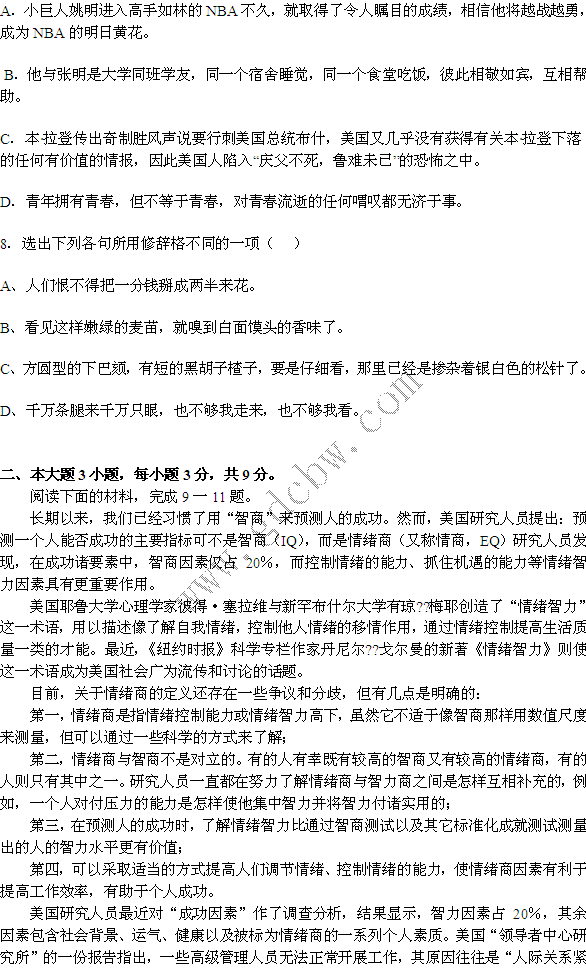 A．小巨人姚明进入高手如林的 NBA 不久，就取得了令人瞩目的成绩，相信他将越战越勇，
成为 NBA 的明日黄花。
B．他与张明是大学同班学友，同一个宿舍睡觉，同一个食堂吃饭，彼此相敬如宾，互相帮
助。
C．本·拉登传出奇制胜风声说要行刺美国总统布什，美国又几乎没有获得有关本·拉登下落
的任何有价值的情报，因此美国人陷入“庆父不死，鲁难未已”的恐怖之中。
D．青年拥有青春，但不等于青春，对青春流逝的任何喟叹都无济于事。
8．选出下列各句所用修辞格不同的一项（　）
A、人们恨不得把一分钱掰成两半来花。
B、看见这样嫩绿的麦苗，就嗅到白面馍头的香味了。
C、方圆型的下巴颏，有短的黑胡子楂子，要是仔细看，那里已经是掺杂着银白色的松针了。
D、千万条腿来千万只眼，也不够我走来，也不够我看。
二、本大题 3 小题，每小题 3 分，共 9 分。
阅读下面的材料，完成 9 一 11 题。
长期以来，我们已经习惯了用“智商”来预测人的成功。然而，美国研究人员提出：预
测一个人能否成功的主要指标可不是智商（IQ），而是情绪商（又称情商，EQ）研究人员发
现，在成功诸要素中，智商因素仅占 20%，而控制情绪的能力、抓住机遇的能力等情绪智
力因素具有更重要作用。
美国耶鲁大学心理学家彼得·塞拉维与新罕布什尔大学有琼??梅耶创造了“情绪智力”
这一术语，用以描述像了解自我情绪，控制他人情绪的移情作用，通过情绪控制提高生活质
量一类的才能。最近，《纽约时报》科学专栏作家丹尼尔??戈尔曼的新著《情绪智力》则使
这一术语成为美国社会广为流传和讨论的话题。
目前，关于情绪商的定义还存在一些争议和分歧，但有几点是明确的：
第一，情绪商是指情绪控制能力或情绪智力高下，虽然它不适于像智商那样用数值尺度
来测量，但可以通过一些科学的方式来了解；
第二，情绪商与智商不是对立的。有的人有幸既有较高的智商又有较高的情绪商，有的
人则只有其中之一。研究人员一直都在努力了解情绪商与智力商之间是怎样互相补充的，例
如，一个人对付压力的能力是怎样使他集中智力并将智力付诸实用的；
第三，在预测人的成功时，了解情绪智力比通过智商测试以及其它标准化成就测试测量
出的人的智力水平更有价值；
第四，可以采取适当的方式提高人们调节情绪、控制情绪的能力，使情绪商因素有利于
提高工作效率，有助于个人成功。
美国研究人员最近对“成功因素”作了调查分析，结果显示，智力因素占 20%，其余
因素包含社会背景、运气、健康以及被标为情绪商的一系列个人素质。美国“领导者中心研
究所”的一份报告指出，一些高级管理人员无法正常开展工作，其原因往往是“人际关系紧
www.gdcbw.com